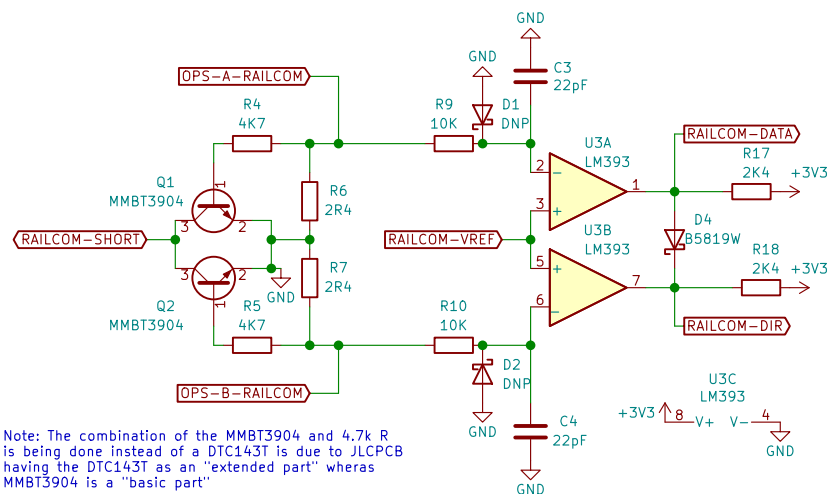 GND
C3
22pF
GND
OPS-A-RAILCOM
R4
4K7
R9
10K
D1
DNP
U3A
LM393
RAILCOM-DATA
R17
2K4
+3V3
Q1
MMBT3904
1
3
2
R6
2R4
2
-
3
+
1
RAILCOM-SHORT
RAILCOM-VREF
U3B
LM393
D4
B5819W
R18
2K4
+3V3
3
2
1
GND
R7
2R4
5
+
6
-
7
Q2
MMBT3904
R5
4K7
R10
10K
RAILCOM-DIR
D2
DNP
GND
OPS-B-RAILCOM
U3C
LM393
+3V3
8
V+
V-
4
GND
C4
22pF
GND
Note: The combination of the MMBT3904 and 4.7k R
is being done instead of a DTC143T is due to JLCPCB
having the DTC143T as an "extended part" wheras
MMBT3904 is a "basic part"